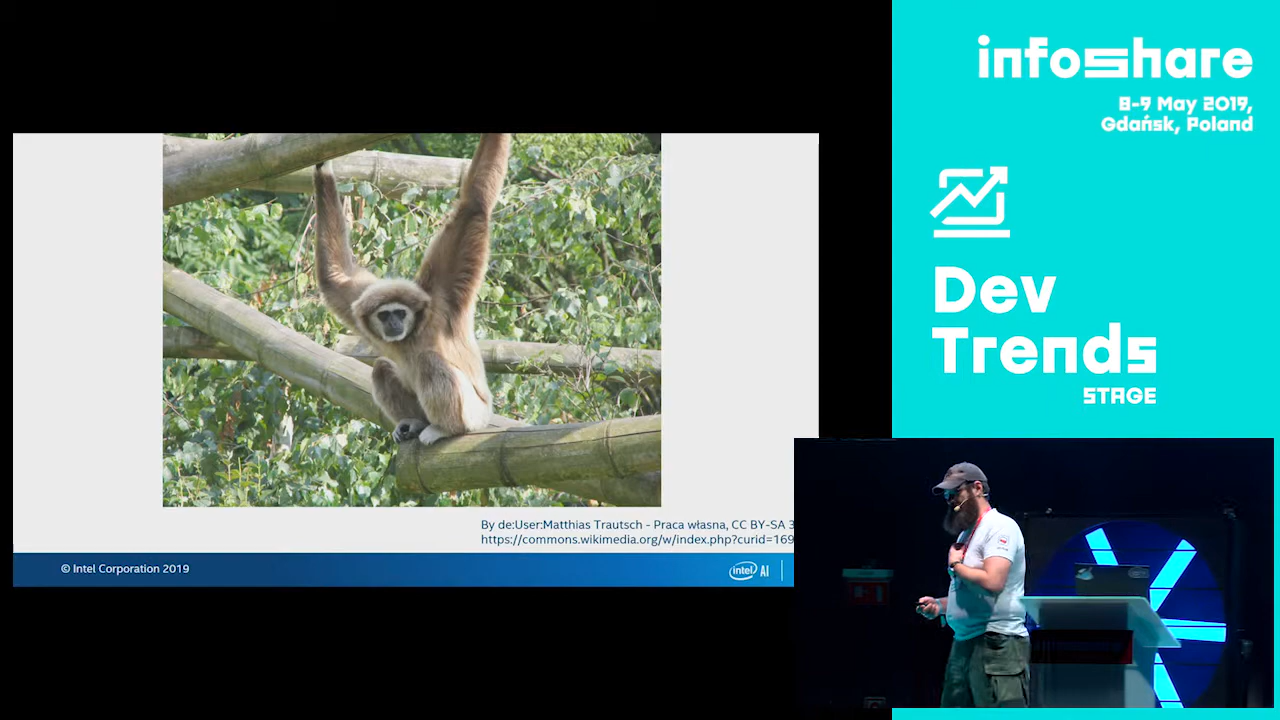 By de:User:Matthias Trautsch - Praca własna, CC BY-SA 3
https://commons.wikimedia.org/w/index.php?curid=169
© Intel Corporation 2019
intel AI
infoshare
8-9 May 2019,
Gdańsk, Poland
Dev
Trends
STAGE